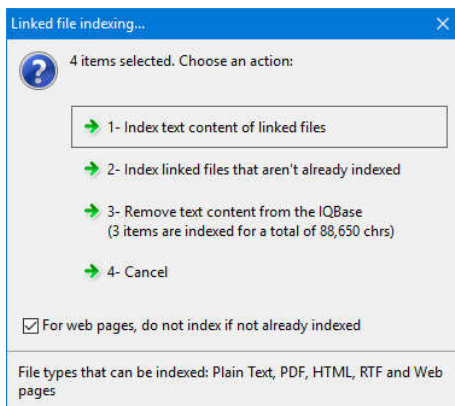 Linked file indexing...
4 items selected. Choose an action:
1- Index text content of linked files
2- Index linked files that aren't already indexed
3- Remove text content from the IQBase
(3 items are indexed for a total of 88,650 chrs)
4- Cancel
For web pages, do not index if not already indexed
File types that can be indexed: Plain Text, PDF, HTML, RTF and Web
pages